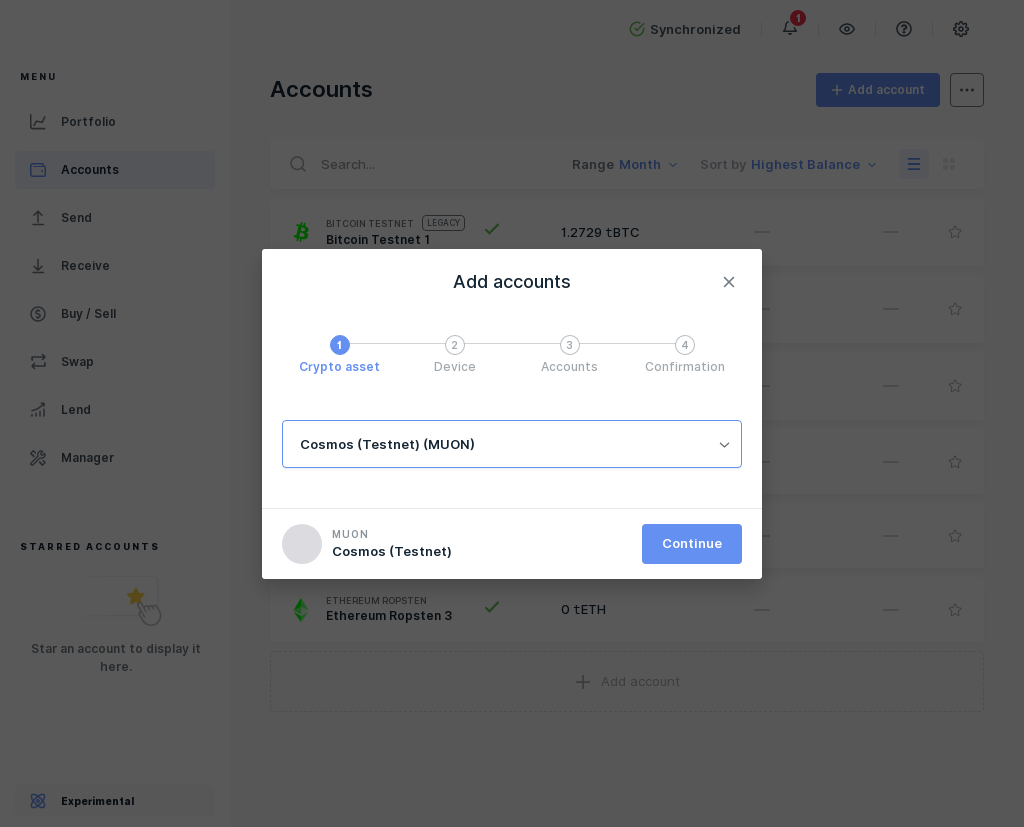 Synchronized
1
MENU
Portfolio
Accounts
Send
Receive
Buy / Sell
Swap
Lend
Manager
STARRED ACCOUNTS
Star an account to display it
here.
Experimental
Accounts
Add account
Search...
Range Month
Sort by Highest Balance
BITCOIN TESTNET LEGACY
Bitcoin Testnet 1
1.2729 tBTC
Add accounts
1 2 3 4
Crypto asset Device Accounts Confirmation
Cosmos (Testnet) (MUON)
MUON
Cosmos (Testnet)
Continue
ETHEREUM ROPSTEN
Ethereum Ropsten 3
0 tETH
Add account